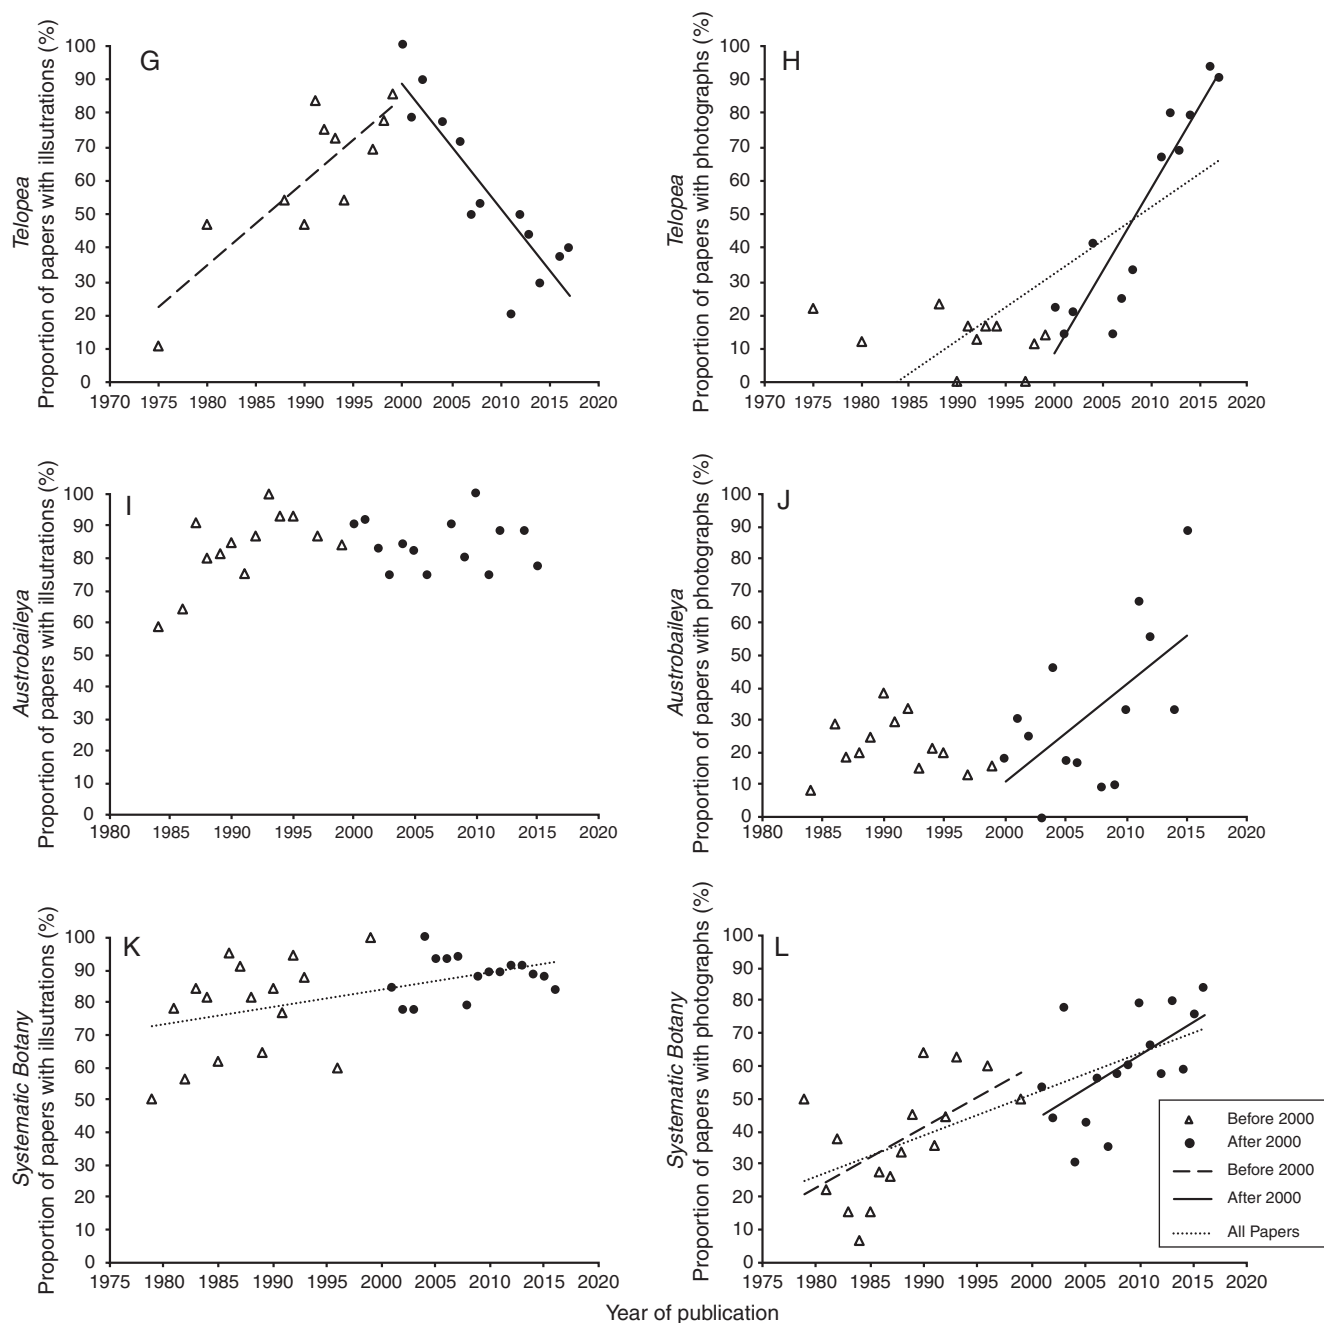 G
Telopea
Proportion of papers with illsutrations (%)
100
90
80
70
60
50
40
30
20
10
0
1970 1975 1980 1985 1990 1995 2000 2005 2010 2015 2020
H
Telopea
Proportion of papers with photographs (%)
100
90
80
70
60
50
40
30
20
10
0
1970 1975 1980 1985 1990 1995 2000 2005 2010 2015 2020
I
Austrobaileya
Proportion of papers with illsutrations (%)
100
90
80
70
60
50
40
30
20
10
0
1980 1985 1990 1995 2000 2005 2010 2015 2020
J
Austrobaileya
Proportion of papers with photographs (%)
100
90
80
70
60
50
40
30
20
10
0
1980 1985 1990 1995 2000 2005 2010 2015 2020
K
Systematic Botany
Proportion of papers with illsutrations (%)
100
90
80
70
60
50
40
30
20
10
0
1975 1980 1985 1990 1995 2000 2005 2010 2015 2020
L
Systematic Botany
Proportion of papers with photographs (%)
100
90
80
70
60
50
40
30
20
10
0
1975 1980 1985 1990 1995 2000 2005 2010 2015 2020
Before 2000
After 2000
Before 2000
After 2000
All Papers
Year of publication